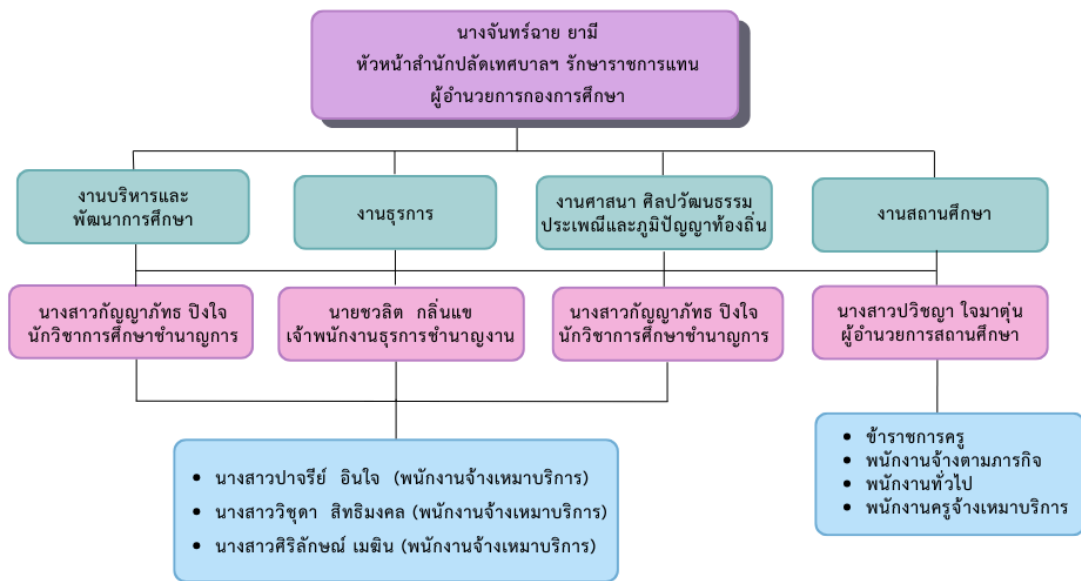 นางจันทร์ฉาย ยามี
หัวหน้าสำนักปลัดเทศบาลฯ รักษาราชการแทน
ผู้อำนวยการกองการศึกษา
งานบริหารและ
พัฒนาการศึกษา
งานธุรการ
งานศาสนา ศิลปวัฒนธรรม
ประเพณีและภูมิปัญญาท้องถิ่น
งานสถานศึกษา
นางสาวกัญญาภัทธ ปิงใจ
นักวิชาการศึกษาชำนาญการ
นายชวลิต กลิ่นแข
เจ้าพนักงานธุรการชำนาญงาน
นางสาวกัญญาภัทธ ปิงใจ
นักวิชาการศึกษาชำนาญการ
นางสาวปวิชญา ใจมาตุ่น
ผู้อำนวยการสถานศึกษา
• นางสาวปาจรีย์ อินใจ (พนักงานจ้างเหมาบริการ)
• นางสาววิชุดา สิทธิมงคล (พนักงานจ้างเหมาบริการ)
• นางสาวศิริลักษณ์ เมฆิน (พนักงานจ้างเหมาบริการ)
• ข้าราชการครู
• พนักงานจ้างตามภารกิจ
• พนักงานทั่วไป
• พนักงานครูจ้างเหมาบริการ